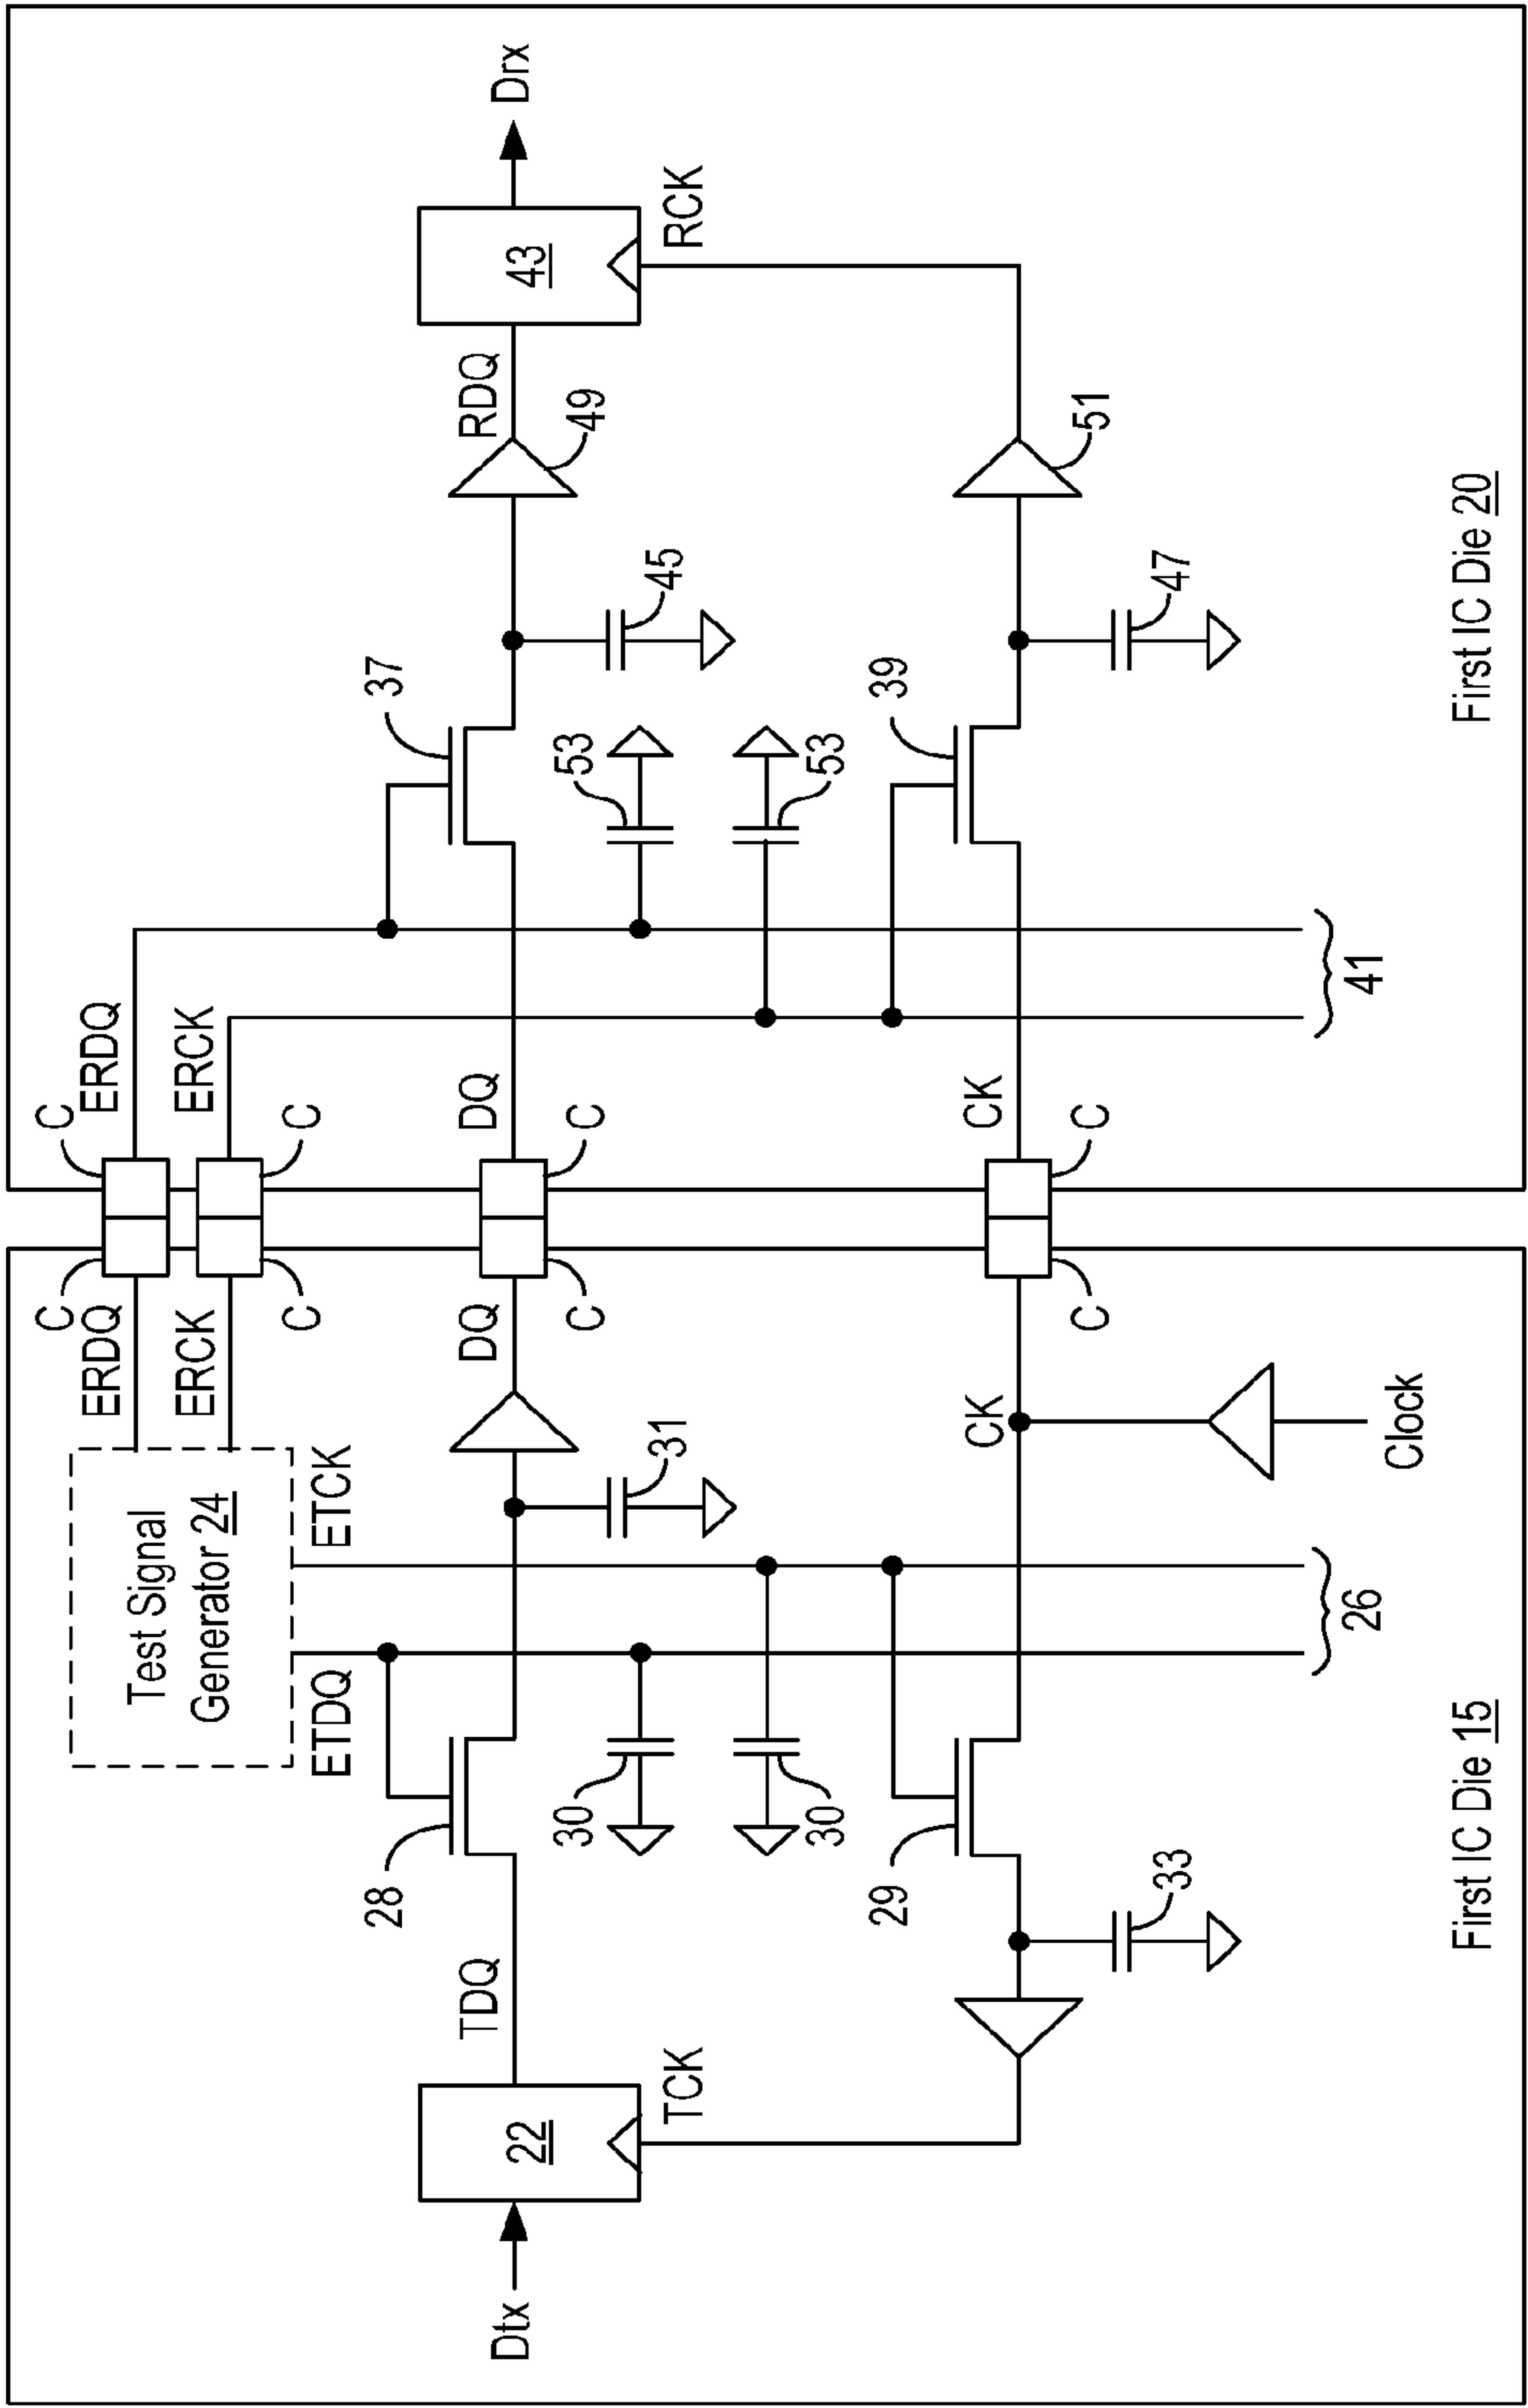 Test Signal
Generator 24
ERDQ
ERCK
C
C
C
C
ERDQ
ERCK
ETDQ
ETCK
Dtx
22
TDQ
28
31
DQ
C
C
DQ
37
45
49
RDQ
43
Drx
TCK
30
30
53
53
RCK
29
33
26
CK
Clock
C
C
CK
41
39
47
51
First IC Die 15
First IC Die 20